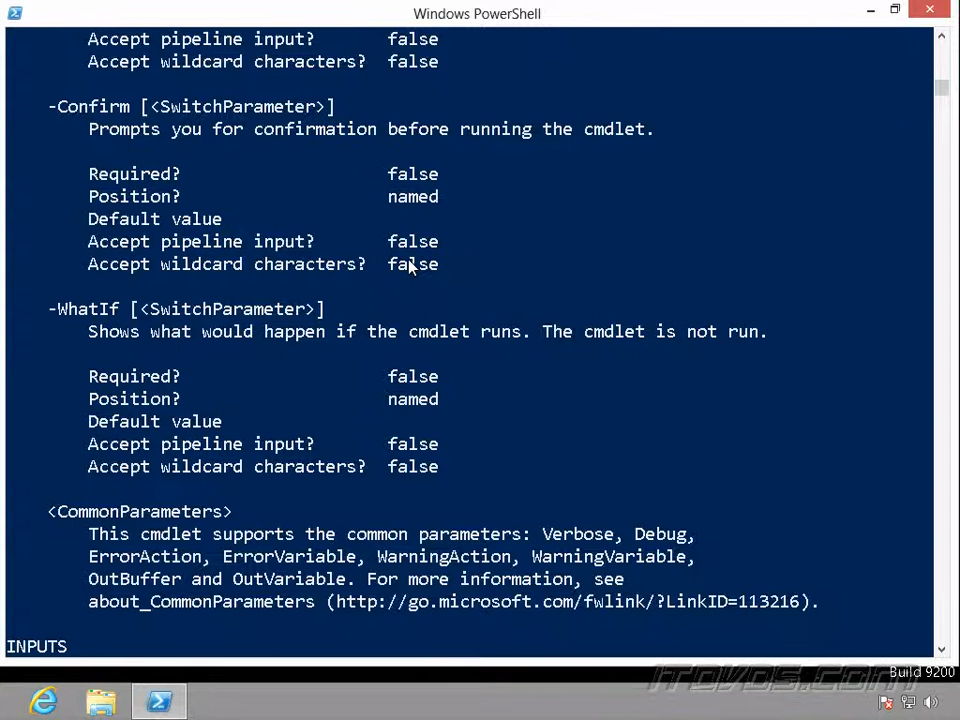 Windows PowerShell
Accept pipeline input? false
Accept wildcard characters? false
-Confirm [<SwitchParameter>]
Prompts you for confirmation before running the cmdlet.
Required? false
Position? named
Default value
Accept pipeline input? false
Accept wildcard characters? false
-WhatIf [<SwitchParameter>]
Shows what would happen if the cmdlet runs. The cmdlet is not run.
Required? false
Position? named
Default value
Accept pipeline input? false
Accept wildcard characters? false
<CommonParameters>
This cmdlet supports the common parameters: Verbose, Debug,
ErrorAction, ErrorVariable, WarningAction, WarningVariable,
OutBuffer and OutVariable. For more information, see
about_CommonParameters (http://go.microsoft.com/fwlink/?LinkID=113216).
INPUTS
Build 9200
ITDVDS.COM